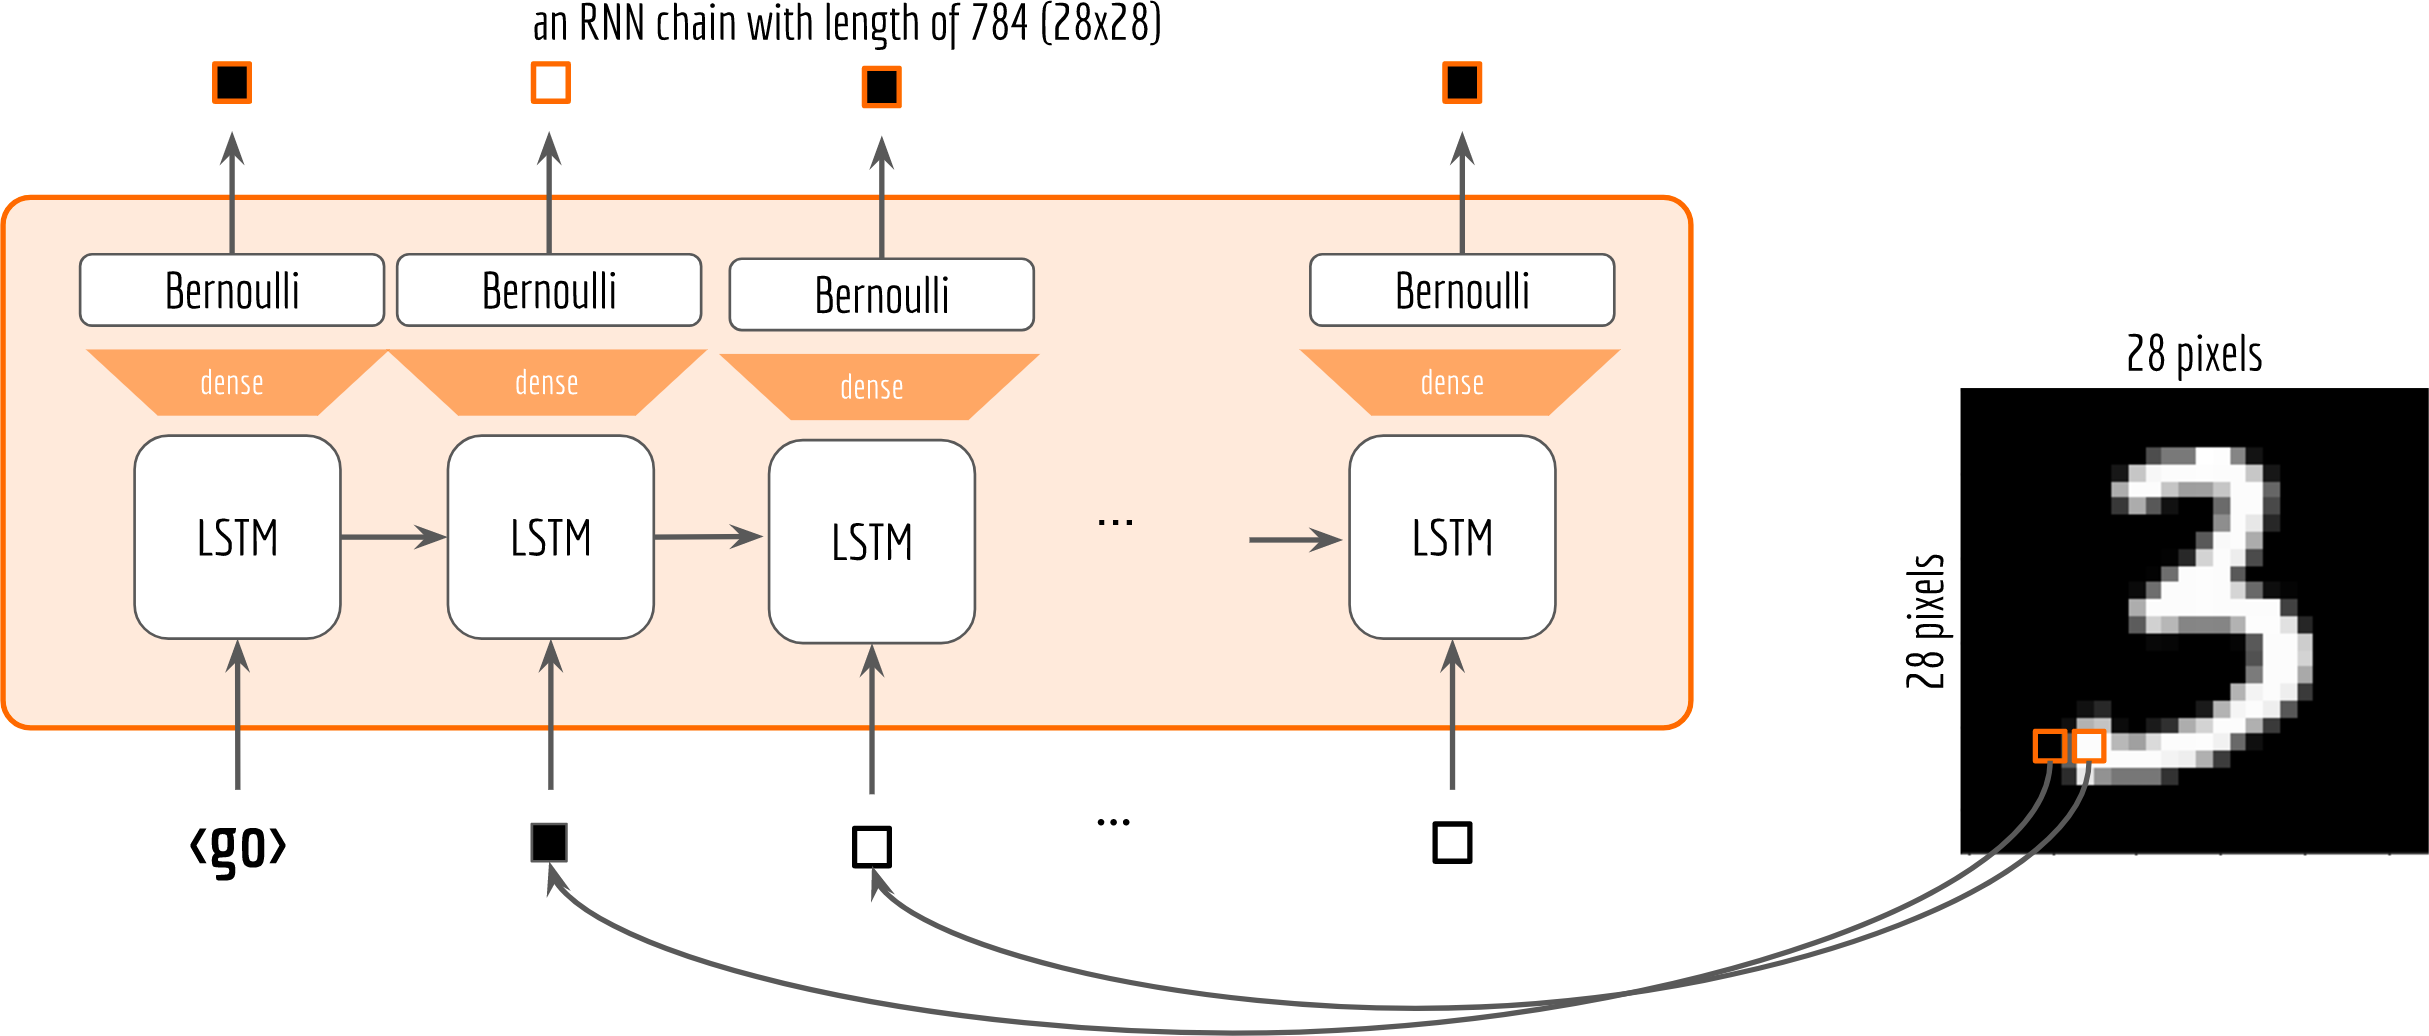 an RNN chain with length of 784 (28x28)
Bernoulli Bernoulli Bernoulli Bernoulli
dense dense dense dense
LSTM LSTM LSTM ... LSTM
<go> ...
28 pixels
28 pixels